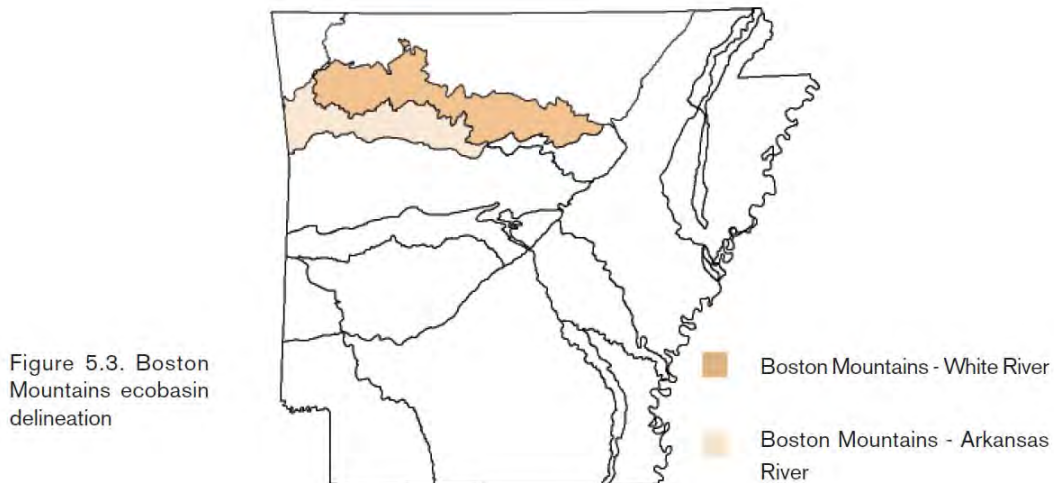 Figure 5.3. Boston
Mountains ecobasin
delineation
Boston Mountains - White River
Boston Mountains - Arkansas
River